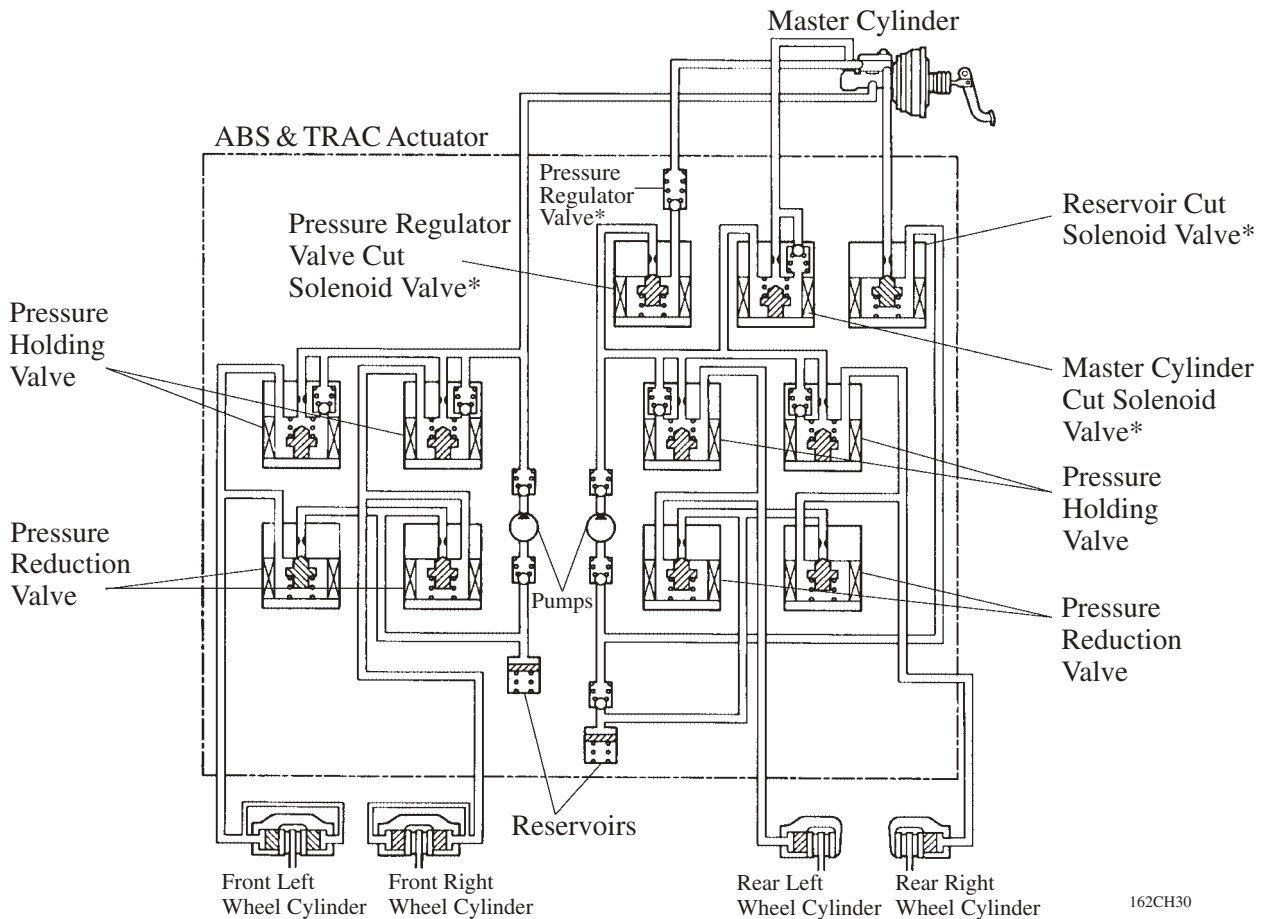 Master Cylinder
ABS & TRAC Actuator
Pressure
Regulator
Valve*
Pressure Regulator
Valve Cut
Solenoid Valve*
Reservoir Cut
Solenoid Valve*
Pressure
Holding
Valve
Master Cylinder
Cut Solenoid
Valve*
Pressure
Holding
Valve
Pressure
Reduction
Valve
Pumps
Pressure
Reduction
Valve
Reservoirs
Front Left
Wheel Cylinder
Front Right
Wheel Cylinder
Rear Left
Wheel Cylinder
Rear Right
Wheel Cylinder
162CH30